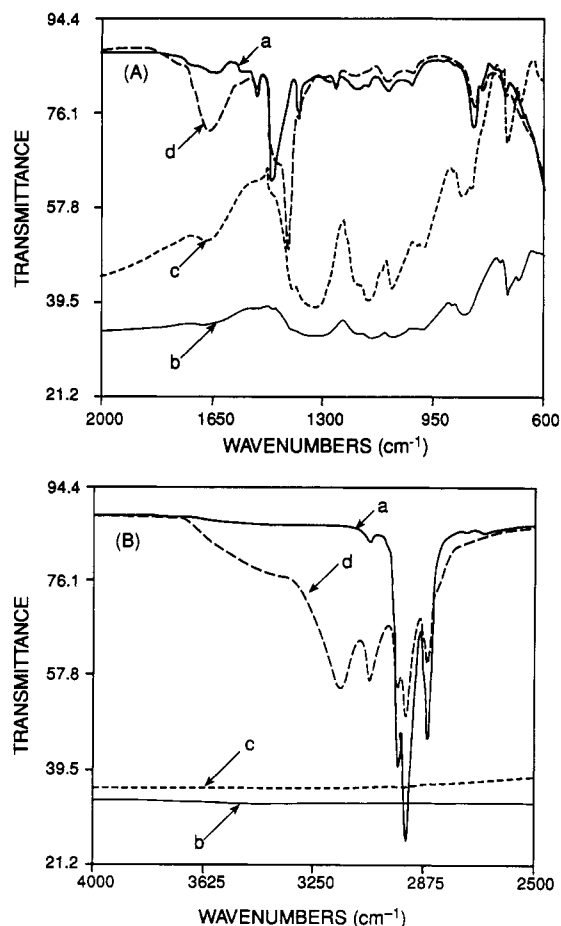 94.4
(A)
a
76.1
d
TRANSMITTANCE
57.8
c
39.5
b
21.2
2000 1650 1300 950 600
WAVENUMBERS (cm⁻¹)
94.4
(B)
a
76.1
d
TRANSMITTANCE
57.8
c
39.5
b
21.2
4000 3625 3250 2875 2500
WAVENUMBERS (cm⁻¹)